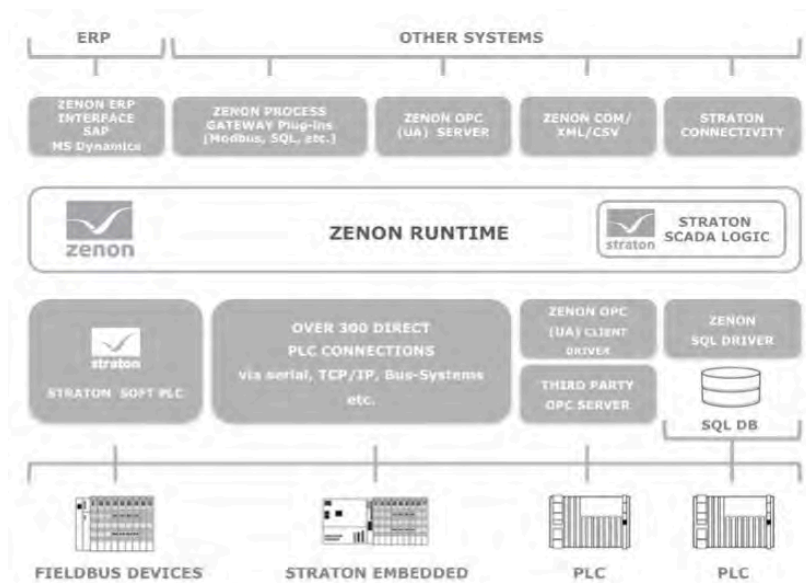 ERP
OTHER SYSTEMS
ZENON ERP
INTERFACE
SAP
MS Dynamics
ZENON PROCESS
GATEWAY Plug-ins
(Modbus, SQL, etc.)
ZENON OPC
(UA) SERVER
ZENON COM/
XML/CSV
STRATON
CONNECTIVITY
zenon
ZENON RUNTIME
straton
STRATON
SCADA LOGIC
straton
STRATON SOFT PLC
OVER 300 DIRECT
PLC CONNECTIONS
via serial, TCP/IP, Bus-Systems
etc.
ZENON OPC
(UA) CLIENT
DRIVER
THIRD PARTY
OPC SERVER
ZENON
SQL DRIVER
SQL DB
FIELDBUS DEVICES
STRATON EMBEDDED
PLC
PLC